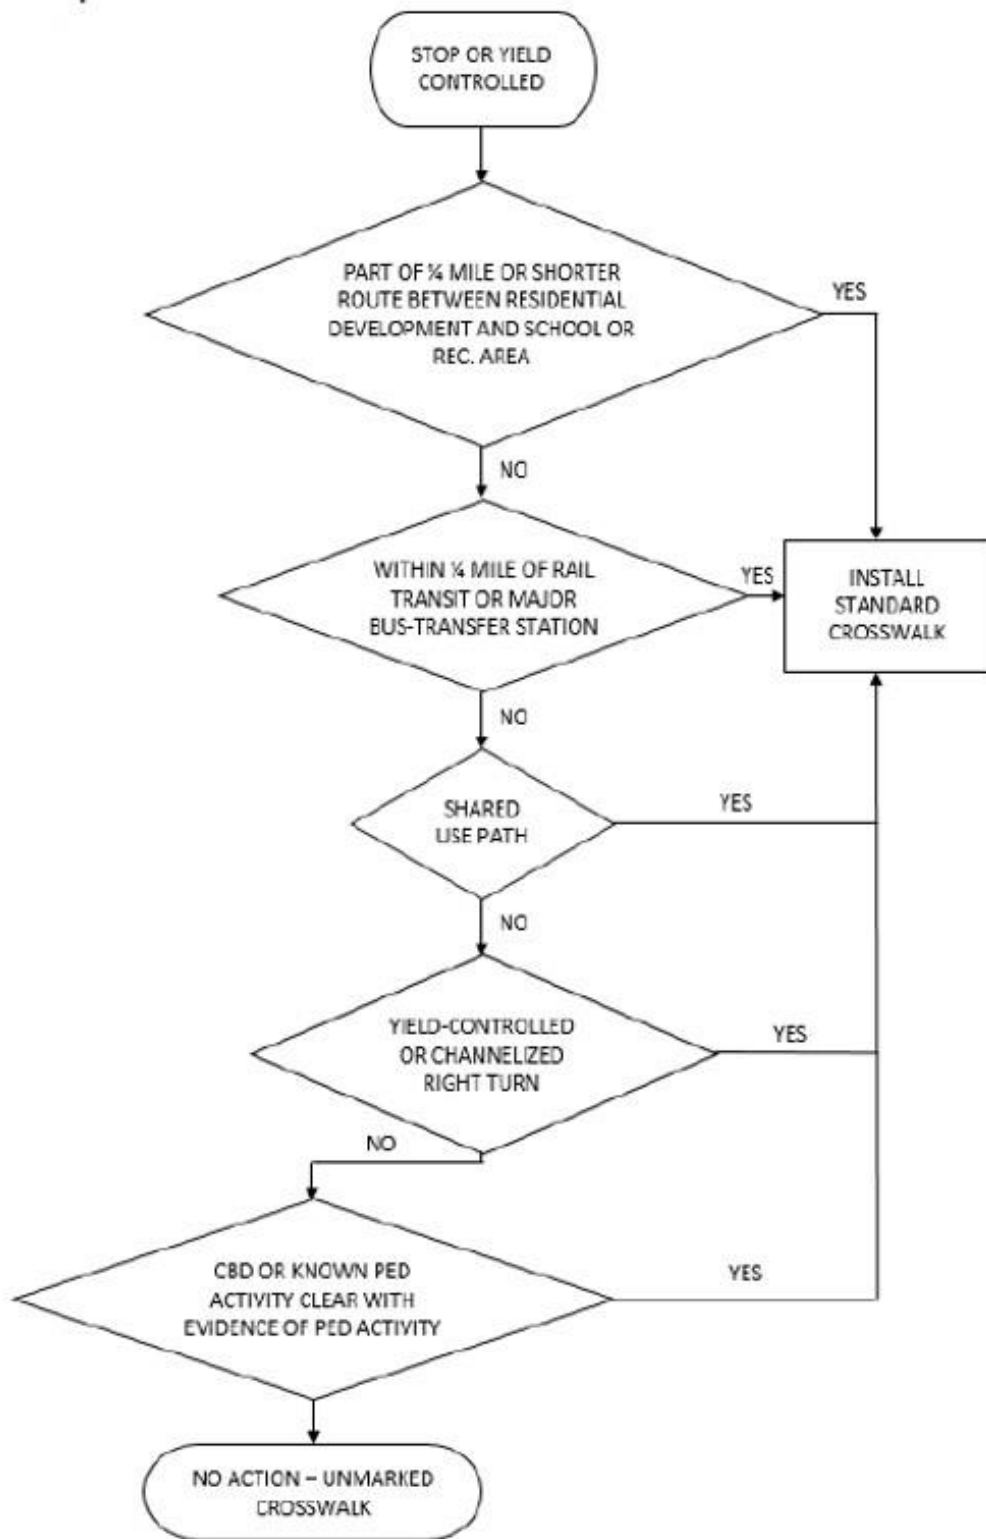 STOP OR YIELD
CONTROLLED
PART OF ¼ MILE OR SHORTER
ROUTE BETWEEN RESIDENTIAL
DEVELOPMENT AND SCHOOL OR
REC. AREA
YES
NO
WITHIN ¼ MILE OF RAIL
TRANSIT OR MAJOR
BUS-TRANSFER STATION
YES
INSTALL
STANDARD
CROSSWALK
NO
SHARED
USE PATH
YES
NO
YIELD-CONTROLLED
OR CHANNELIZED
RIGHT TURN
YES
NO
CBD OR KNOWN PED
ACTIVITY CLEAR WITH
EVIDENCE OF PED ACTIVITY
YES
NO ACTION – UNMARKED
CROSSWALK